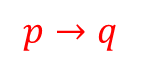 p → q